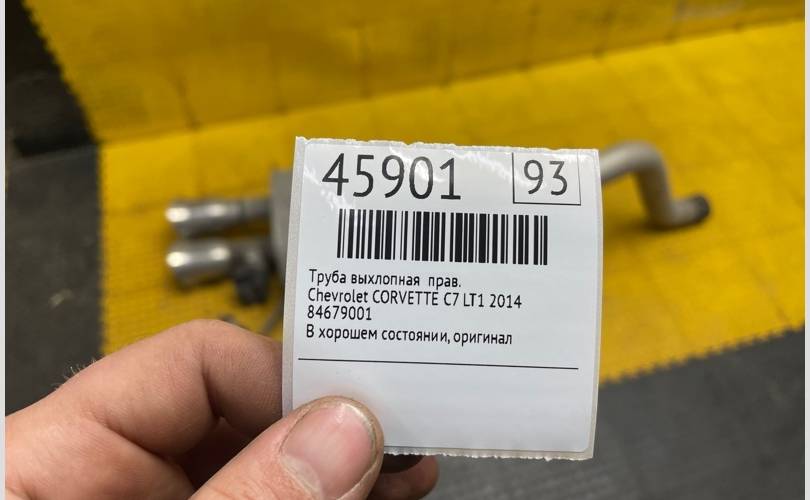 45901 93
Труба выхлопная прав.
Chevrolet CORVETTE C7 LT1 2014
84679001
В хорошем состоянии, оригинал